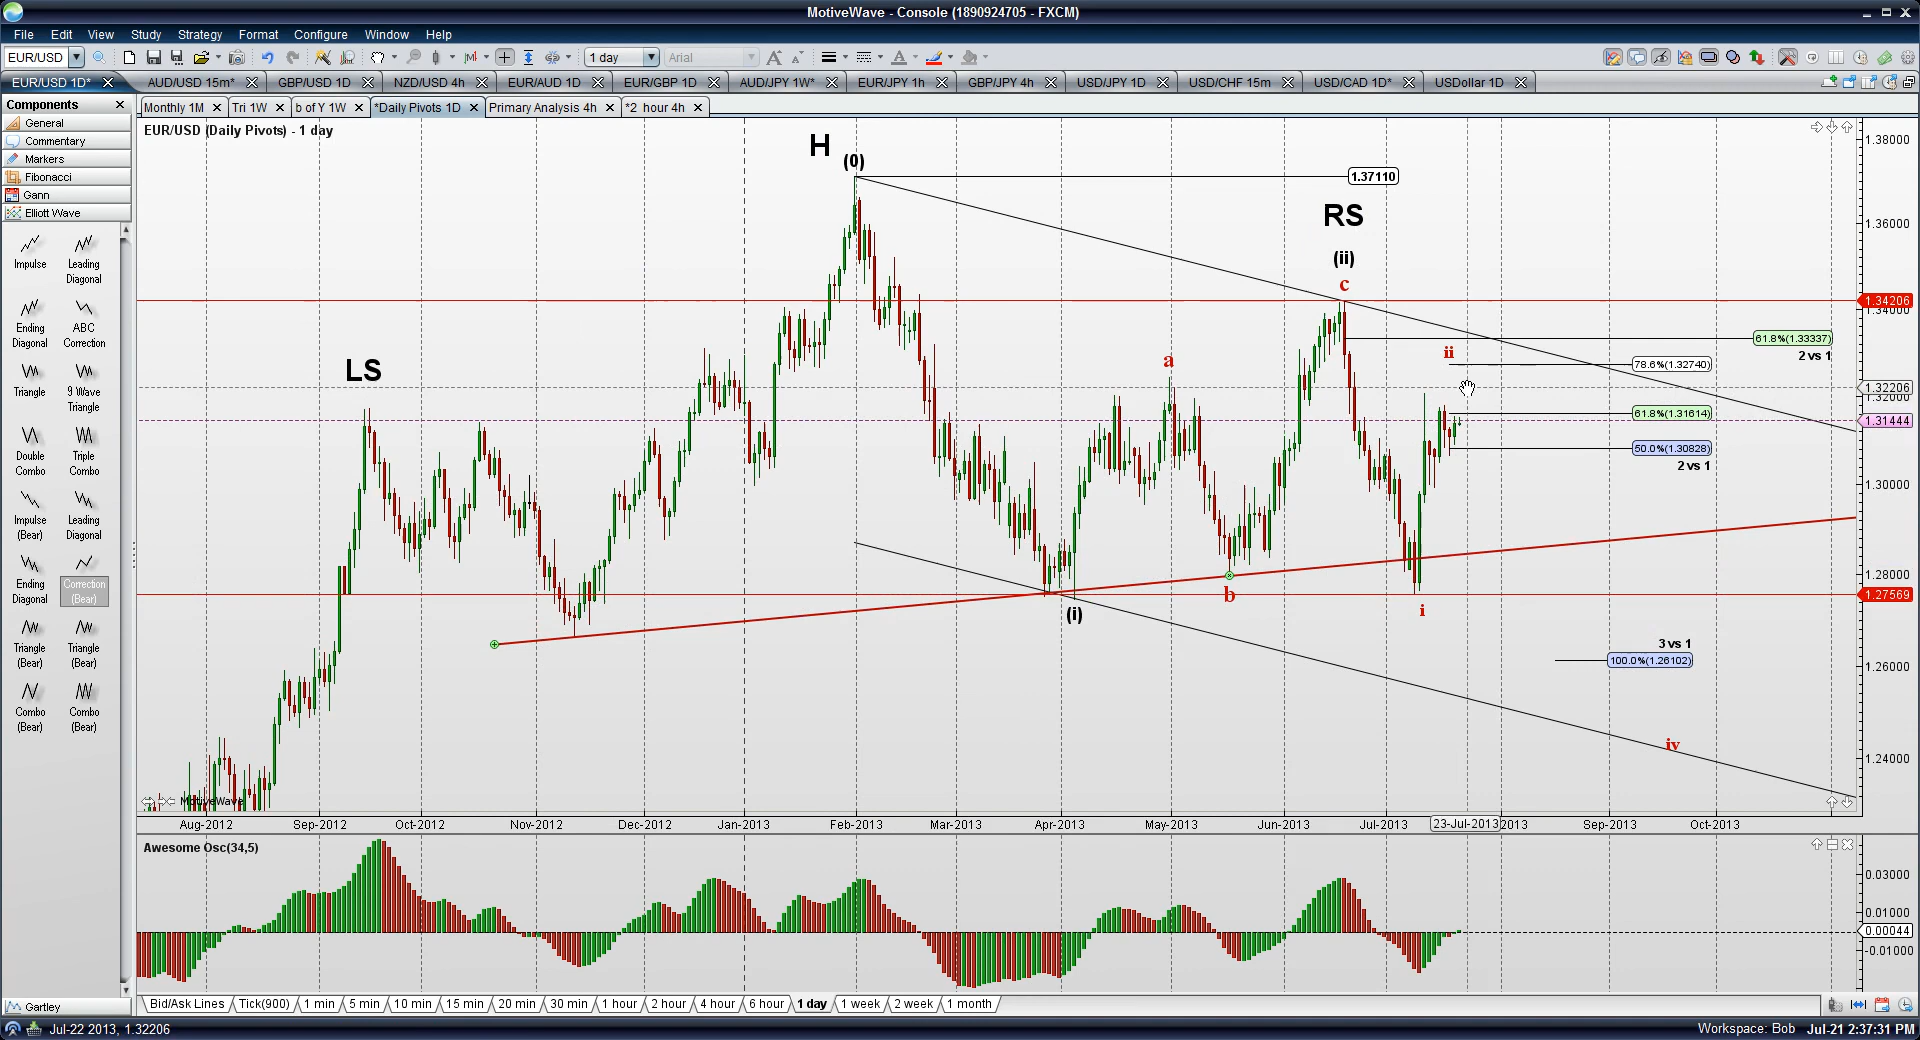 MotiveWave - Console (1890924705 - FXCM)
File Edit View Study Strategy Format Configure Window Help
EUR/USD 1 day Arial
EUR/USD 1D* AUD/USD 15m* GBP/USD 1D NZD/USD 4h EUR/AUD 1D EUR/GBP 1D AUD/JPY 1W* EUR/JPY 1h GBP/JPY 4h USD/JPY 1D USD/CHF 15m USD/CAD 1D* USDollar 1D
Components
Monthly 1M Tri 1W b of Y 1W *Daily Pivots 1D Primary Analysis 4h *2 hour 4h
General
Commentary
Markers
Fibonacci
Gann
Elliott Wave
Impulse Leading Diagonal
Ending Diagonal ABC Correction
Triangle 9 Wave Triangle
Double Combo Triple Combo
Impulse (Bear) Leading Diagonal
Ending Diagonal Correction (Bear)
Triangle (Bear) Triangle (Bear)
Combo (Bear) Combo (Bear)
Gartley
EUR/USD (Daily Pivots) - 1 day
H
(0)
1.37110
RS
(ii)
c
LS
a
ii
61.8%(1.33337)
2 vs 1
78.6%(1.32740)
61.8%(1.31614)
50.0%(1.30828)
2 vs 1
b
(i)
i
3 vs 1
100.0%(1.26102)
iv
MotiveWave
1.38000
1.36000
1.34206
1.34000
1.32206
1.32000
1.31444
1.30000
1.28000
1.27569
1.26000
1.24000
Aug-2012 Sep-2012 Oct-2012 Nov-2012 Dec-2012 Jan-2013 Feb-2013 Mar-2013 Apr-2013 May-2013 Jun-2013 Jul-2013 23-Jul-2013 2013 Sep-2013 Oct-2013
Awesome Osc(34,5)
0.03000
0.01000
0.00044
-0.01000
Bid/Ask Lines Tick(900) 1 min 5 min 10 min 15 min 20 min 30 min 1 hour 2 hour 4 hour 6 hour 1 day 1 week 2 week 1 month
Jul-22 2013, 1.32206
Workspace: Bob Jul-21 2:37:31 PM